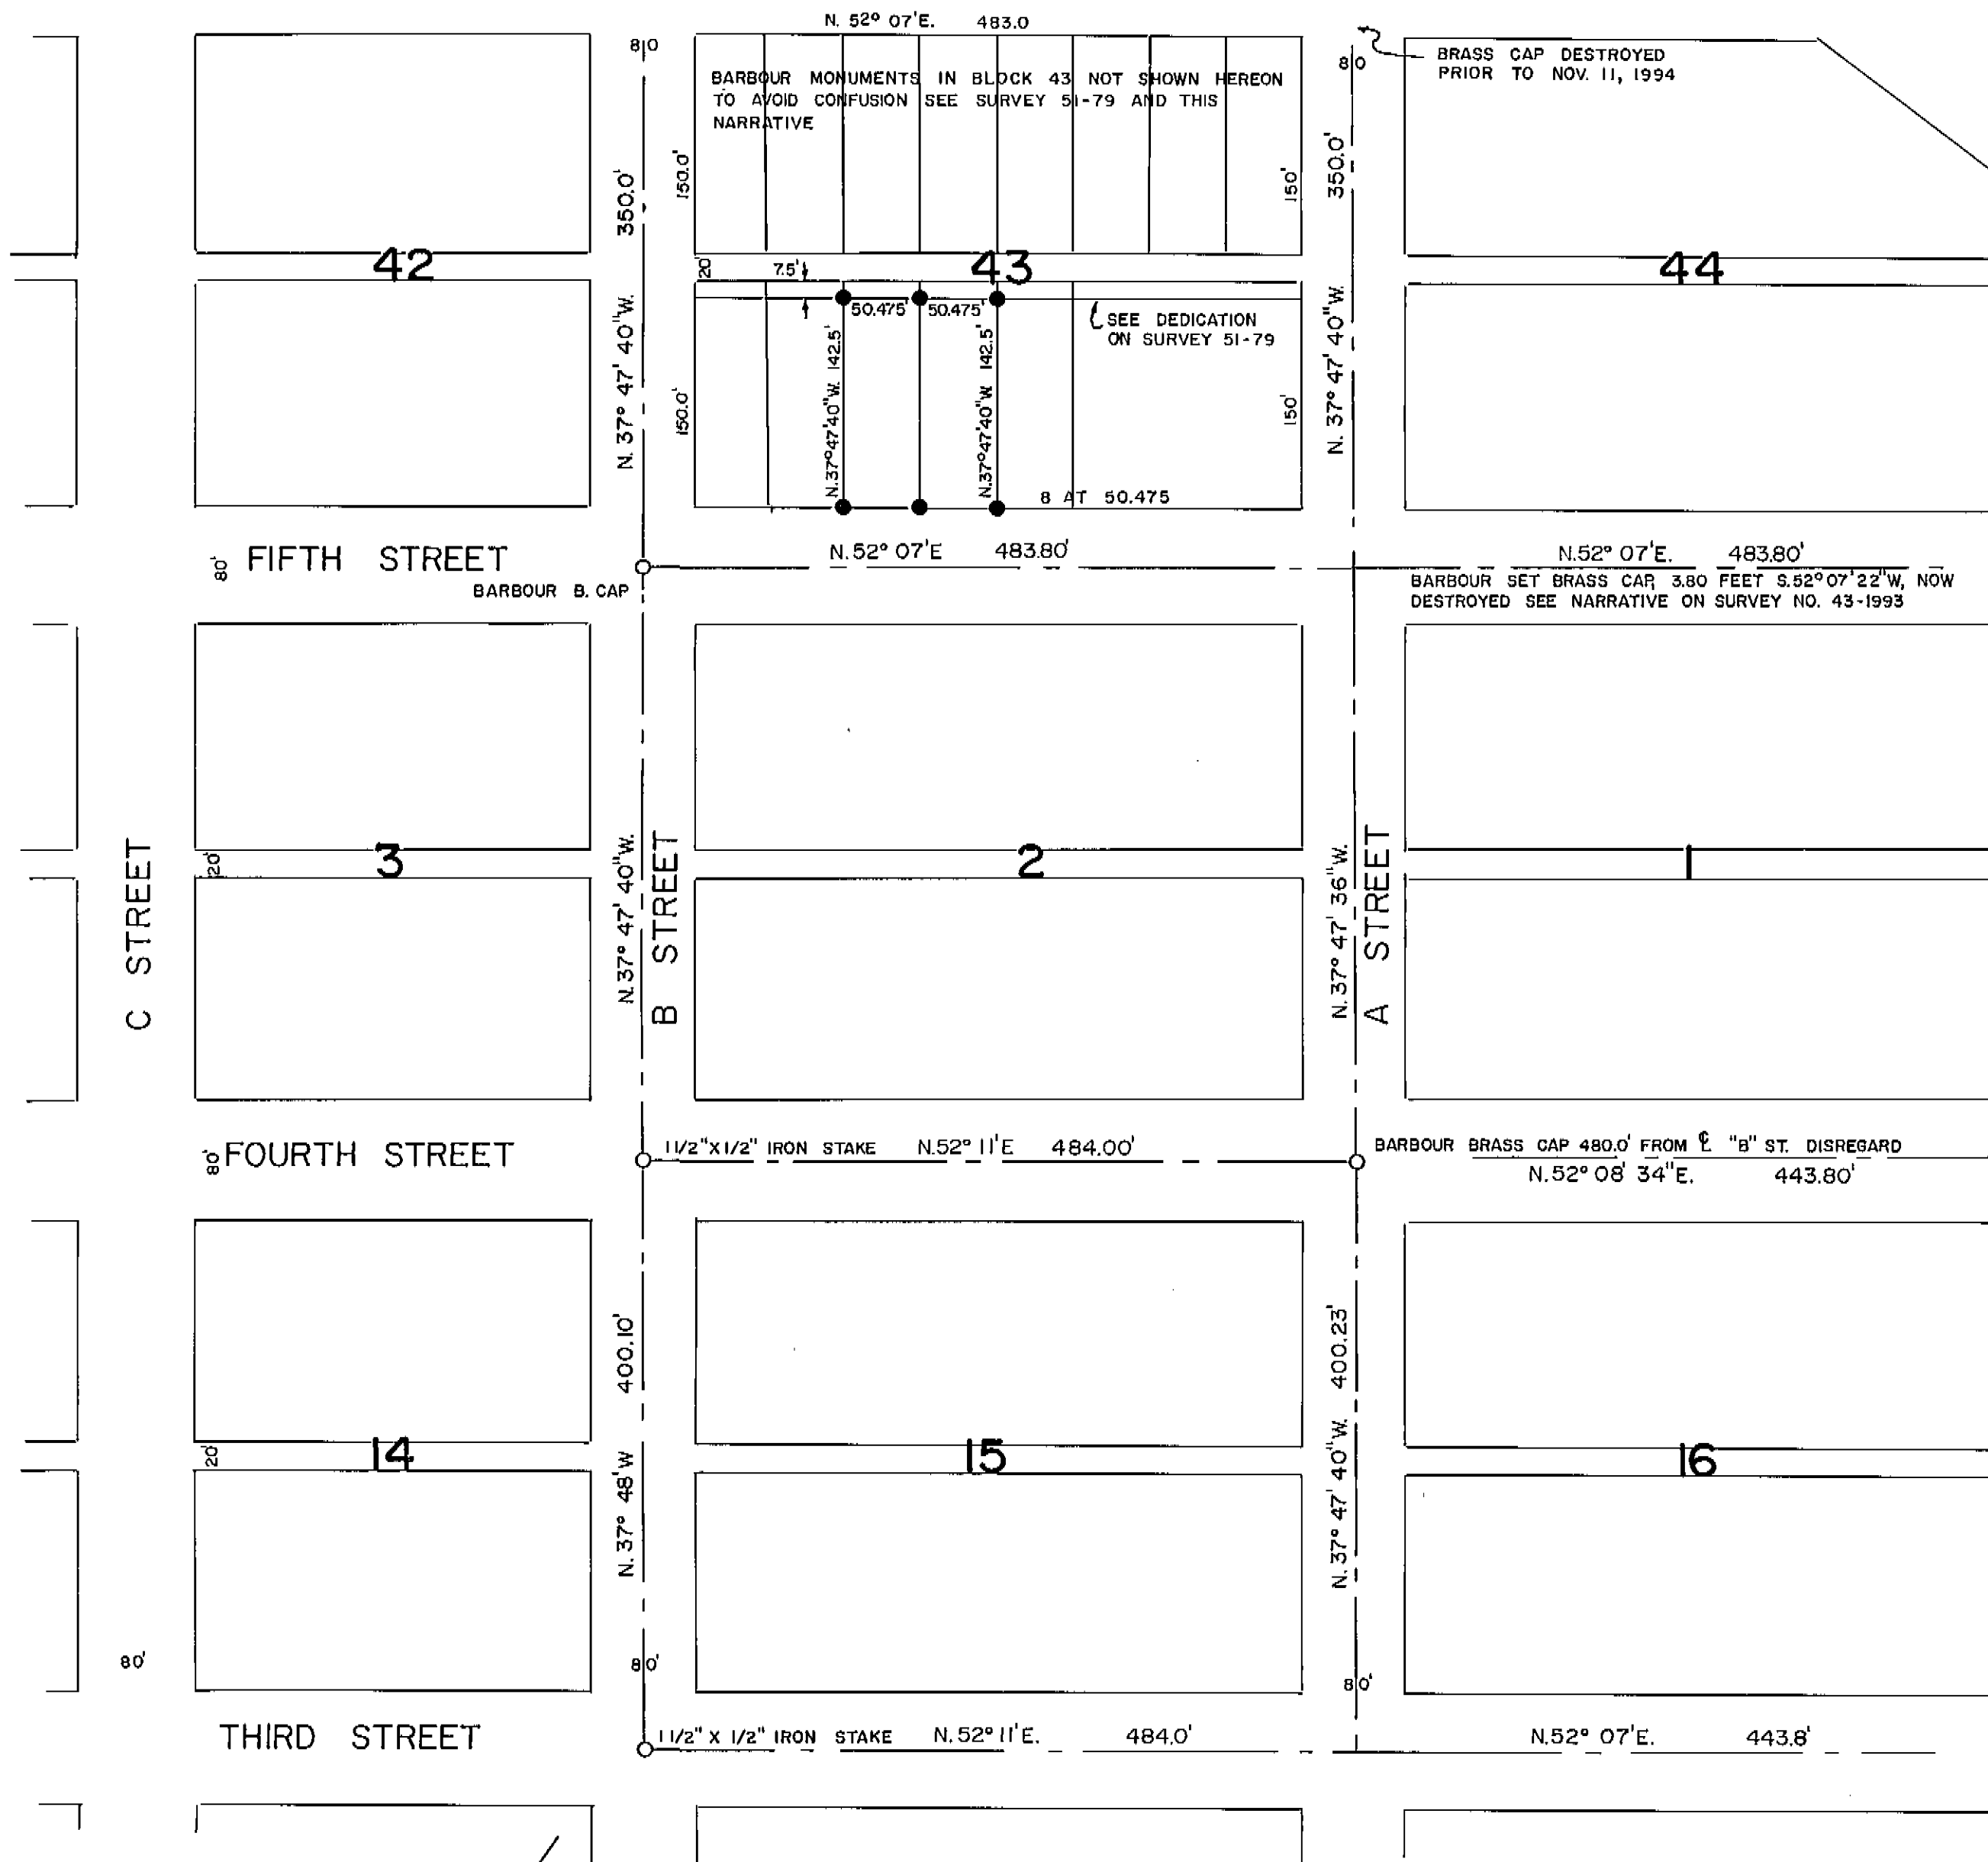 N. 52° 07'E. 483.0
80
80
BRASS CAP DESTROYED
PRIOR TO NOV. 11, 1994
BARBOUR MONUMENTS IN BLOCK 43 NOT SHOWN HEREON
TO AVOID CONFUSION SEE SURVEY 51-79 AND THIS
NARRATIVE
N. 37° 47' 40"W. 350.0'
150.0'
150'
N. 37° 47' 40"W. 350.0'
42
20'
7.5'
43
44
50.475'
50.475'
SEE DEDICATION
ON SURVEY 51-79
150.0'
N.37°47'40"W. 142.5'
N.37°47'40"W. 142.5'
150'
8 AT 50.475
80'
FIFTH STREET
N.52° 07'E 483.80'
N.52° 07'E. 483.80'
BARBOUR B. CAP
BARBOUR SET BRASS CAP, 3.80 FEET S.52°07'22"W, NOW
DESTROYED SEE NARRATIVE ON SURVEY NO. 43-1993
C STREET
20'
3
N.37° 47' 40"W.
B STREET
2
N.37° 47' 36"W.
A STREET
1
80'
FOURTH STREET
1 1/2" X 1/2" IRON STAKE N.52° 11'E 484.00'
BARBOUR BRASS CAP 480.0' FROM ℄ "B" ST. DISREGARD
N.52° 08' 34"E. 443.80'
20'
14
N. 37° 48' W 400.10'
15
N.37° 47' 40"W. 400.23'
16
80'
80'
80'
THIRD STREET
1 1/2" X 1/2" IRON STAKE N. 52° 11'E. 484.0'
N.52° 07'E. 443.8'